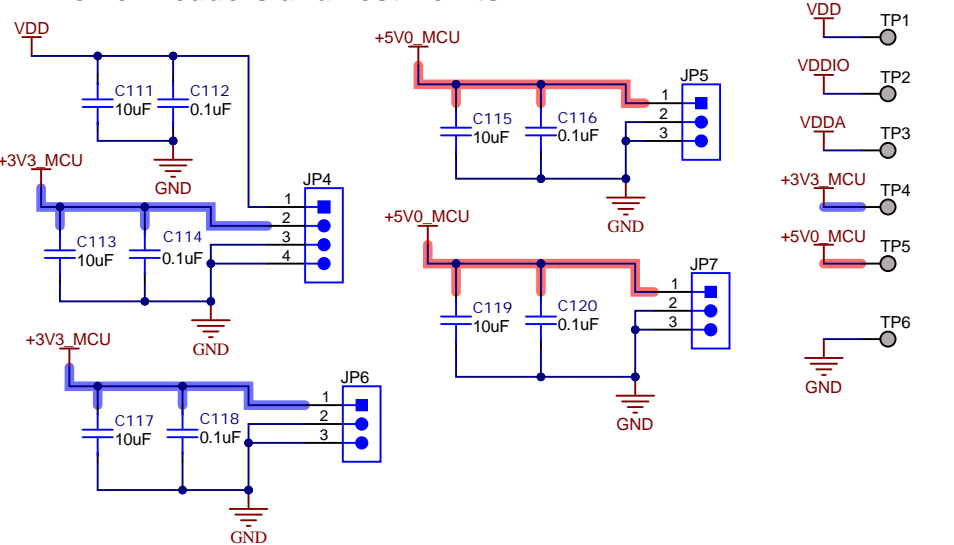 VDD
C111
10uF
C112
0.1uF
GND
+3V3_MCU
C113
10uF
C114
0.1uF
GND
JP4
1
2
3
4
+3V3_MCU
C117
10uF
C118
0.1uF
GND
JP6
1
2
3
+5V0_MCU
C115
10uF
C116
0.1uF
GND
JP5
1
2
3
+5V0_MCU
C119
10uF
C120
0.1uF
GND
JP7
1
2
3
VDD
TP1
VDDIO
TP2
VDDA
TP3
+3V3_MCU
TP4
+5V0_MCU
TP5
TP6
GND